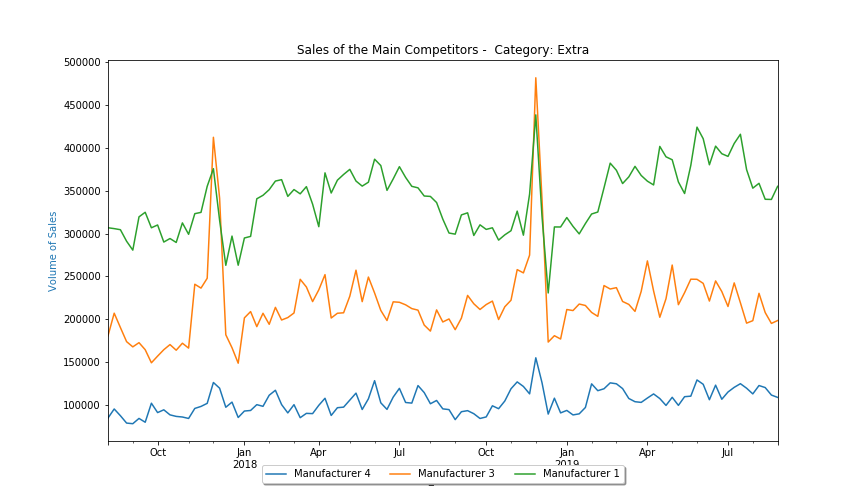 Sales of the Main Competitors -  Category: Extra
500000
450000
400000
350000
300000
250000
200000
150000
100000
Volume of Sales
Oct
Jan
2018
Apr
Jul
Oct
Jan
2019
Apr
Jul
Manufacturer 4
Manufacturer 3
Manufacturer 1